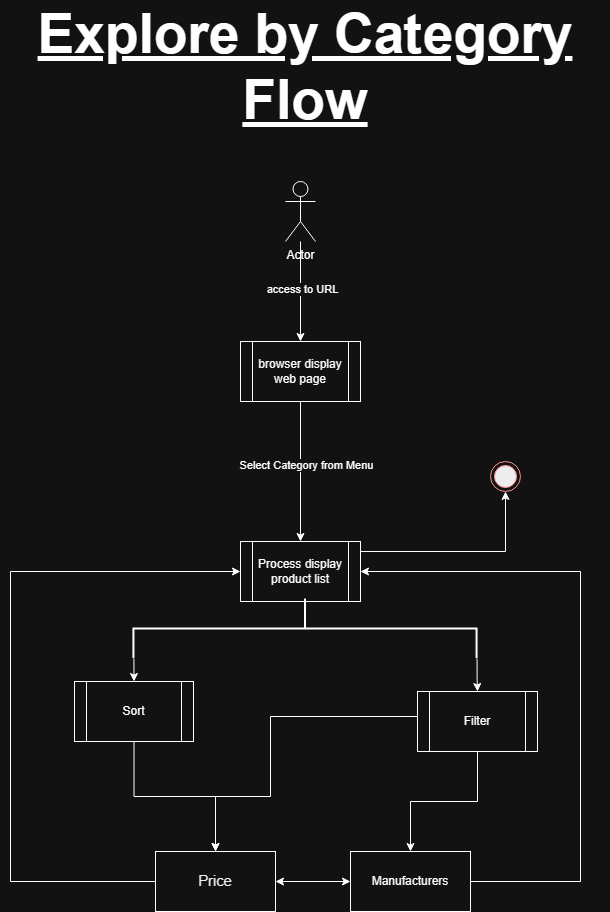 Explore by Category
Flow
Actor
access to URL
browser display
web page
Select Category from Menu
Process display
product list
Sort
Filter
Price
Manufacturers